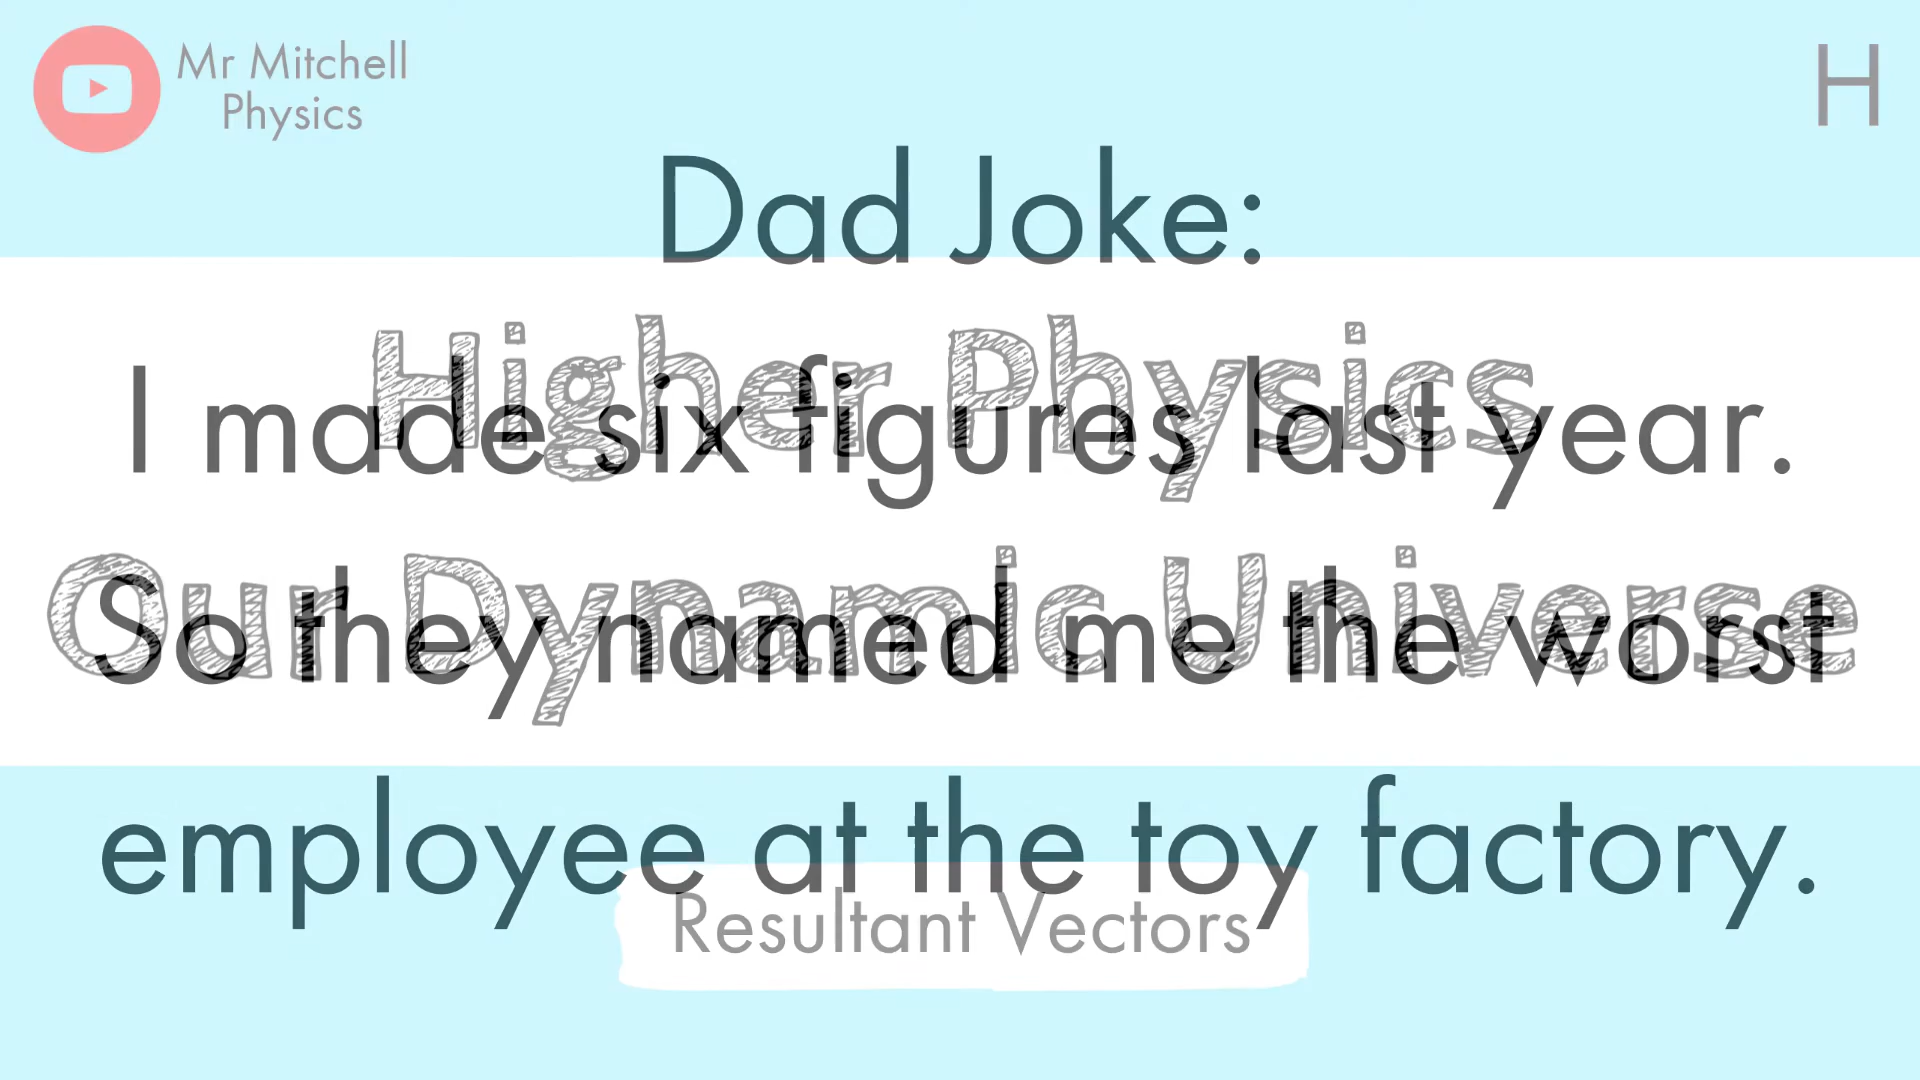 Mr Mitchell
Physics
H
Dad Joke:
Higher Physics
I made six figures last year.
Our Dynamic Universe
So they named me the worst
employee at the toy factory.
Resultant Vectors